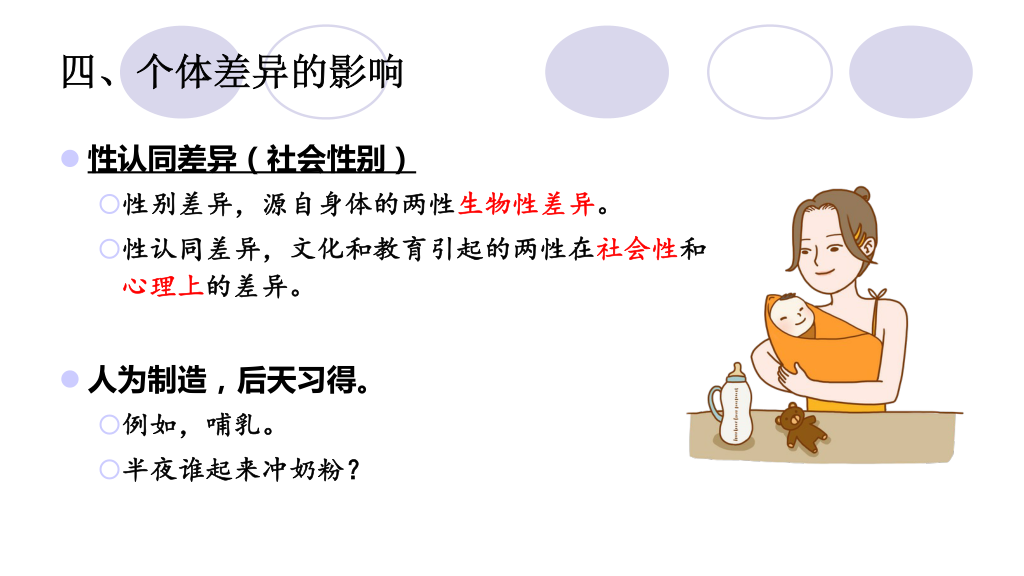 四、个体差异的影响
性认同差异（社会性别）
性别差异，源自身体的两性生物性差异。
性认同差异，文化和教育引起的两性在社会性和
心理上的差异。
人为制造，后天习得。
例如，哺乳。
半夜谁起来冲奶粉？